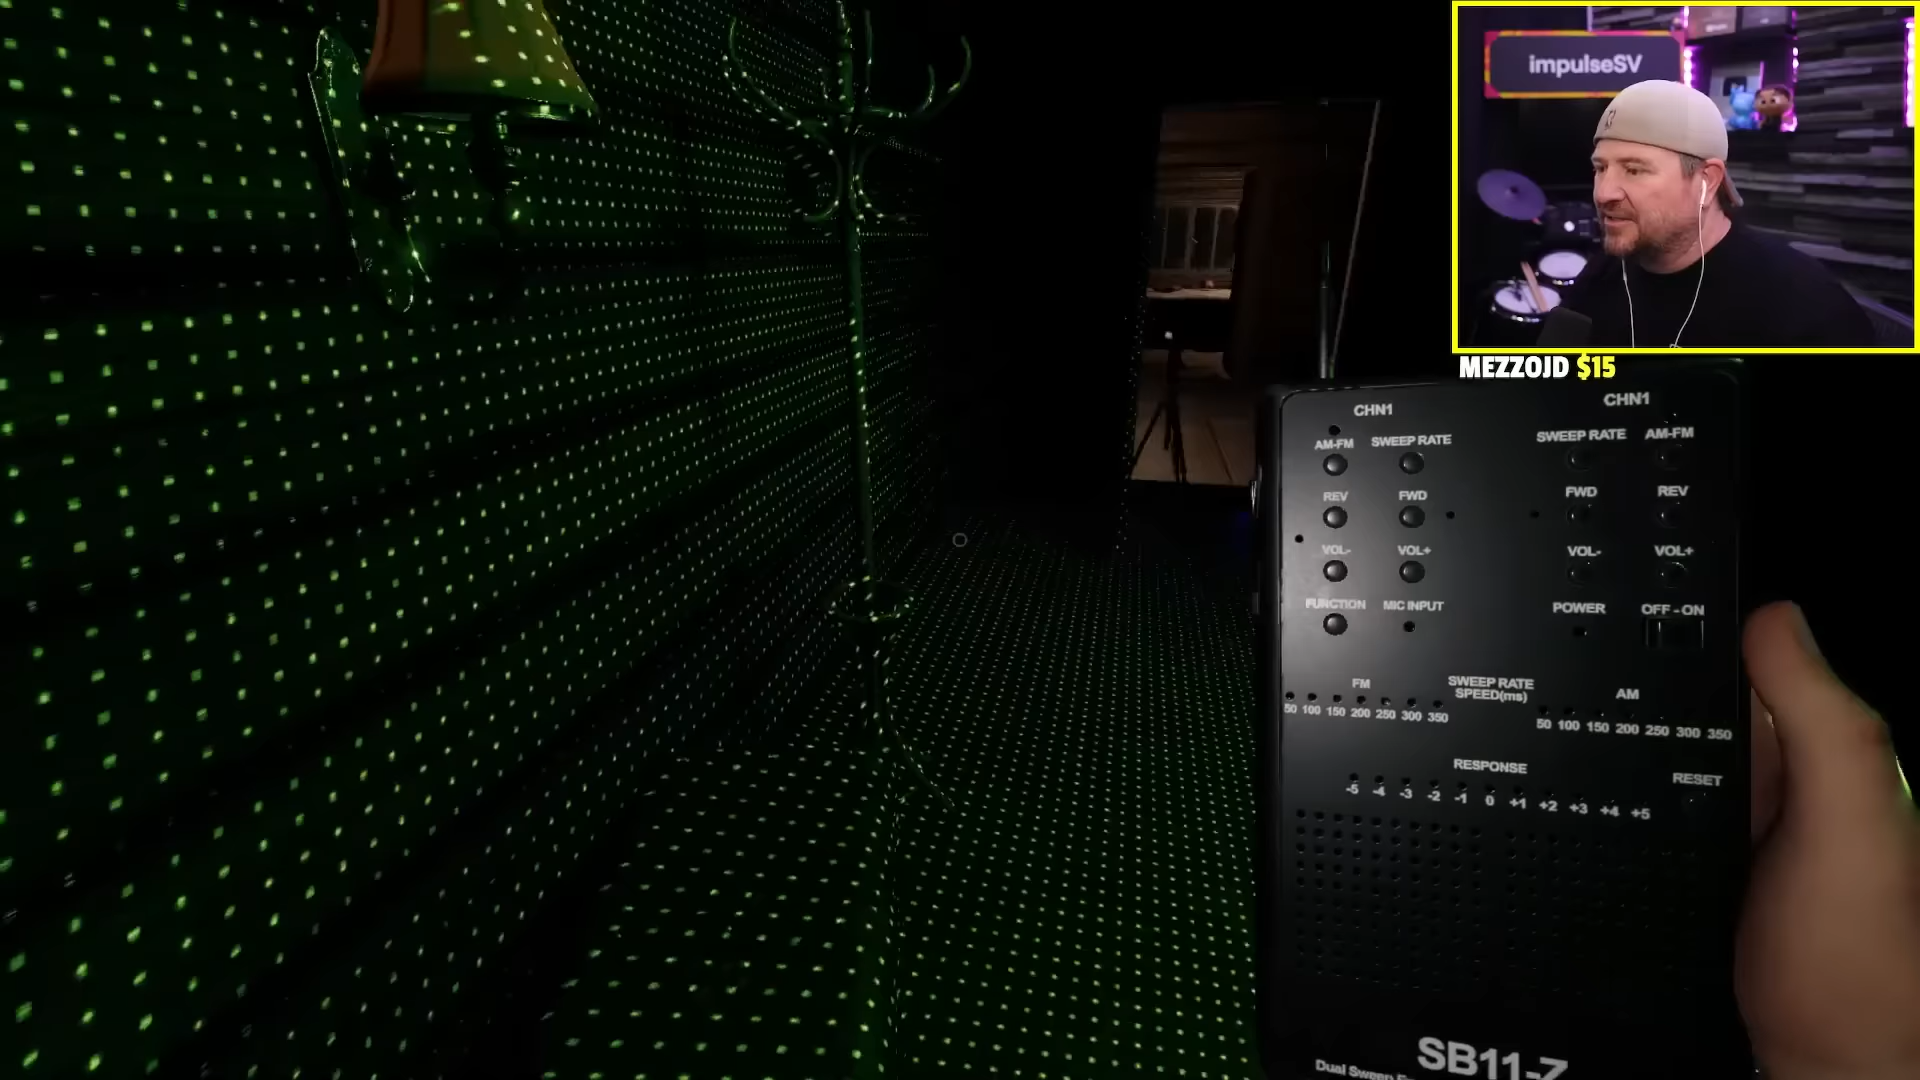 impulseSV
MEZZOJD $15
CHN1 CHN1
AM-FM SWEEP RATE SWEEP RATE AM-FM
REV FWD FWD REV
VOL- VOL+ VOL- VOL+
FUNCTION MIC INPUT POWER OFF - ON
FM SWEEP RATE AM
SPEED(ms)
50 100 150 200 250 300 350 50 100 150 200 250 300 350
RESPONSE RESET
-5 -4 -3 -2 -1 0 +1 +2 +3 +4 +5
SB11-Z
Dual Sweep